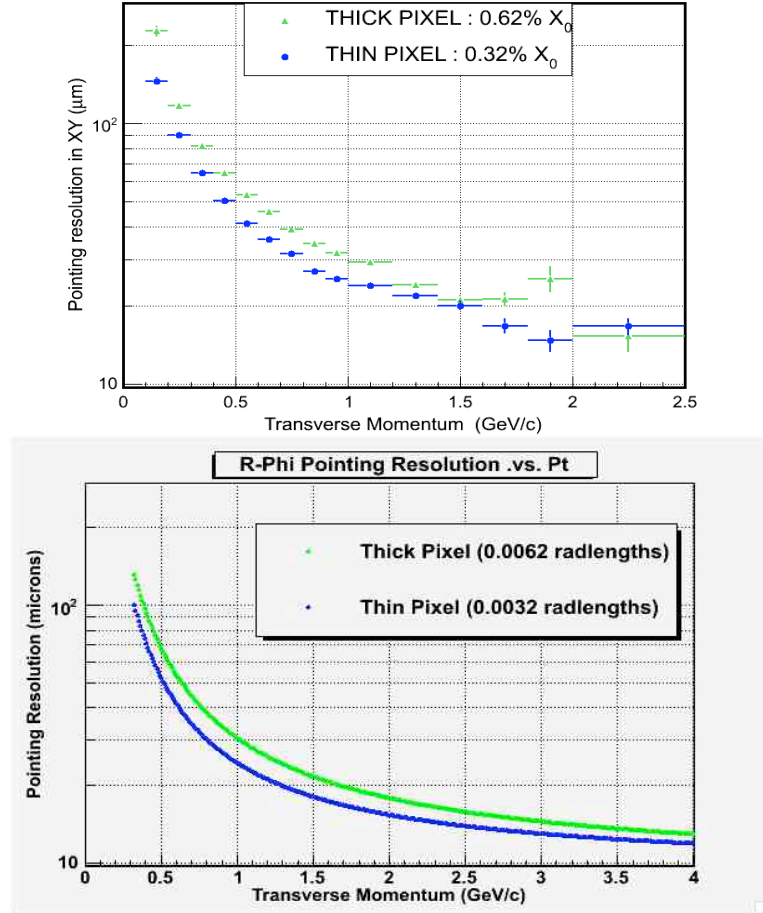 THICK PIXEL : 0.62% X0
THIN PIXEL : 0.32% X0
Pointing resolution in XY (μm)
10²
10
0 0.5 1 1.5 2 2.5
Transverse Momentum (GeV/c)
R-Phi Pointing Resolution .vs. Pt
Thick Pixel (0.0062 radlengths)
Thin Pixel (0.0032 radlengths)
Pointing Resolution (microns)
10²
10
0 0.5 1 1.5 2 2.5 3 3.5 4
Transverse Momentum (GeV/c)